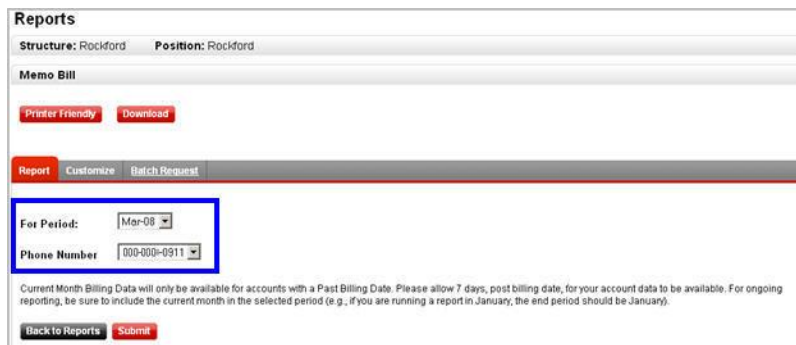 Reports
Structure: Rockford Position: Rockford
Memo Bill
Printer Friendly Download
Report Customize Batch Request
For Period: Mar-08
Phone Number 000-000-0911
Current Month Billing Data will only be available for accounts with a Past Billing Date. Please allow 7 days, post billing date, for your account data to be available. For ongoing
reporting, be sure to include the current month in the selected period (e.g., if you are running a report in January, the end period should be January).
Back to Reports Submit